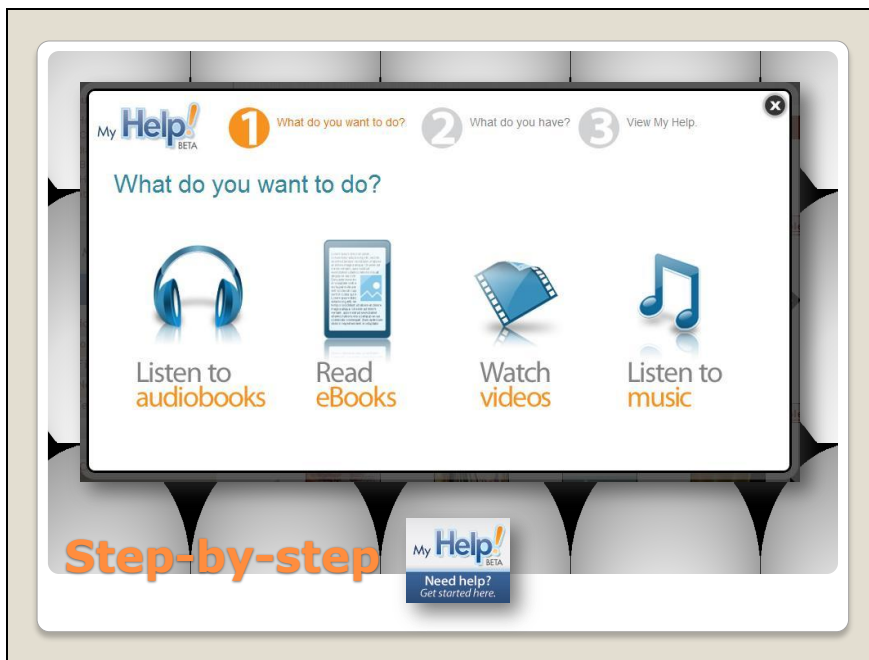 My Help!
BETA
1 What do you want to do?
2 What do you have?
3 View My Help.
X
What do you want to do?
Listen to
audiobooks
Read
eBooks
Watch
videos
Listen to
music
Step-by-step
My Help!
BETA
Need help?
Get started here.